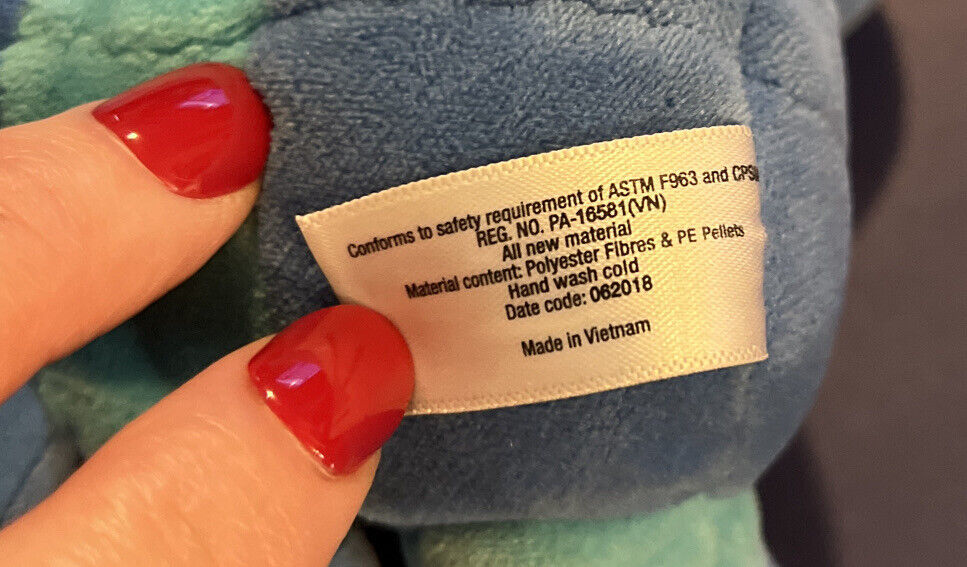 Conforms to safety requirement of ASTM F963 and
REG. NO. PA-16581(VN)
All new material
Material content: Polyester Fibres & PE Pellets
Hand wash cold
Date code: 062018
Made in Vietnam